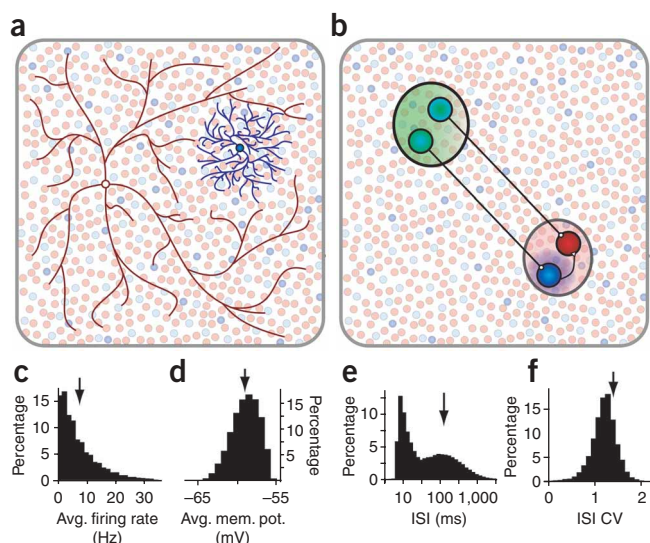 a
b
c
d
e
f
Percentage
15
10
5
0
0 10 20 30
Avg. firing rate
(Hz)
Percentage
15
10
5
–65 –55
Avg. mem. pot.
(mV)
Percentage
10
5
0
10 100 1,000
ISI (ms)
Percentage
15
10
5
0
0 1 2
ISI CV